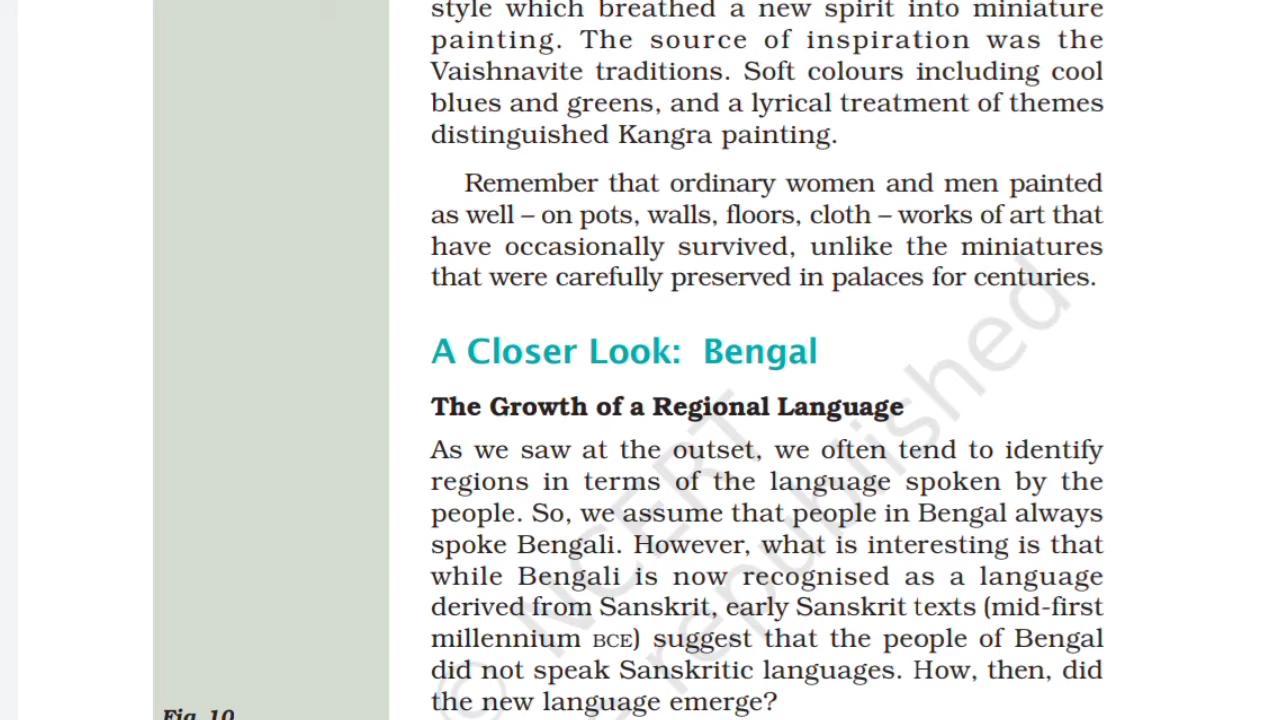 style which breathed a new spirit into miniature
painting. The source of inspiration was the
Vaishnavite traditions. Soft colours including cool
blues and greens, and a lyrical treatment of themes
distinguished Kangra painting.
Remember that ordinary women and men painted
as well – on pots, walls, floors, cloth – works of art that
have occasionally survived, unlike the miniatures
that were carefully preserved in palaces for centuries.
A Closer Look: Bengal
The Growth of a Regional Language
As we saw at the outset, we often tend to identify
regions in terms of the language spoken by the
people. So, we assume that people in Bengal always
spoke Bengali. However, what is interesting is that
while Bengali is now recognised as a language
derived from Sanskrit, early Sanskrit texts (mid-first
millennium BCE) suggest that the people of Bengal
did not speak Sanskritic languages. How, then, did
the new language emerge?
Fig. 10
© NCERT
republished